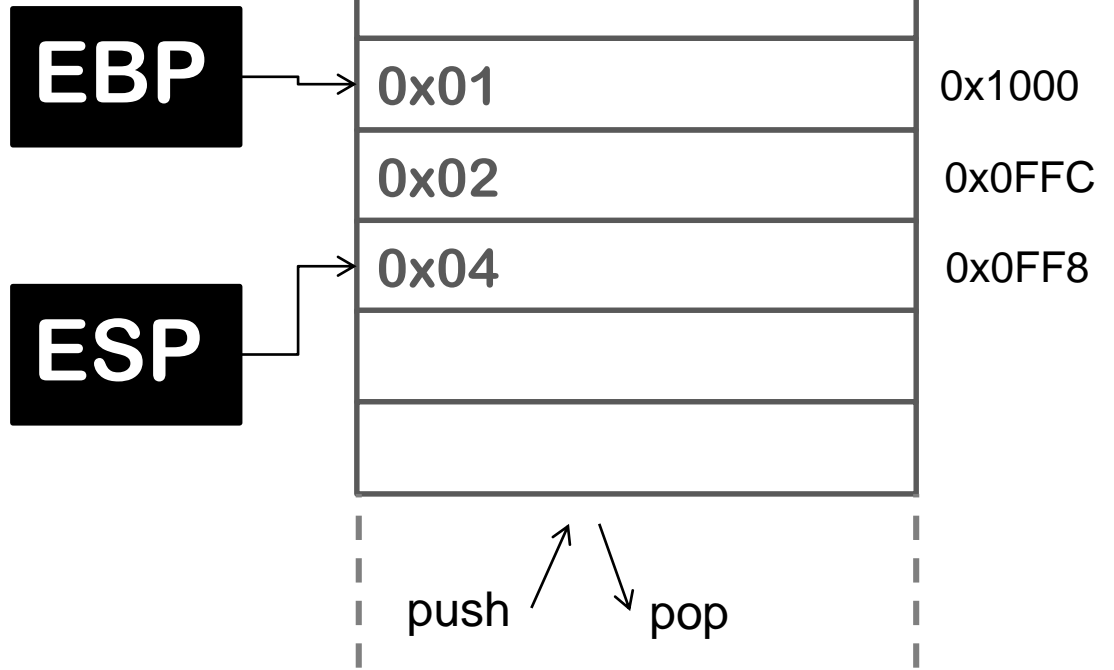 EBP
0x01
0x1000
0x02
0x0FFC
0x04
0x0FF8
ESP
push
pop